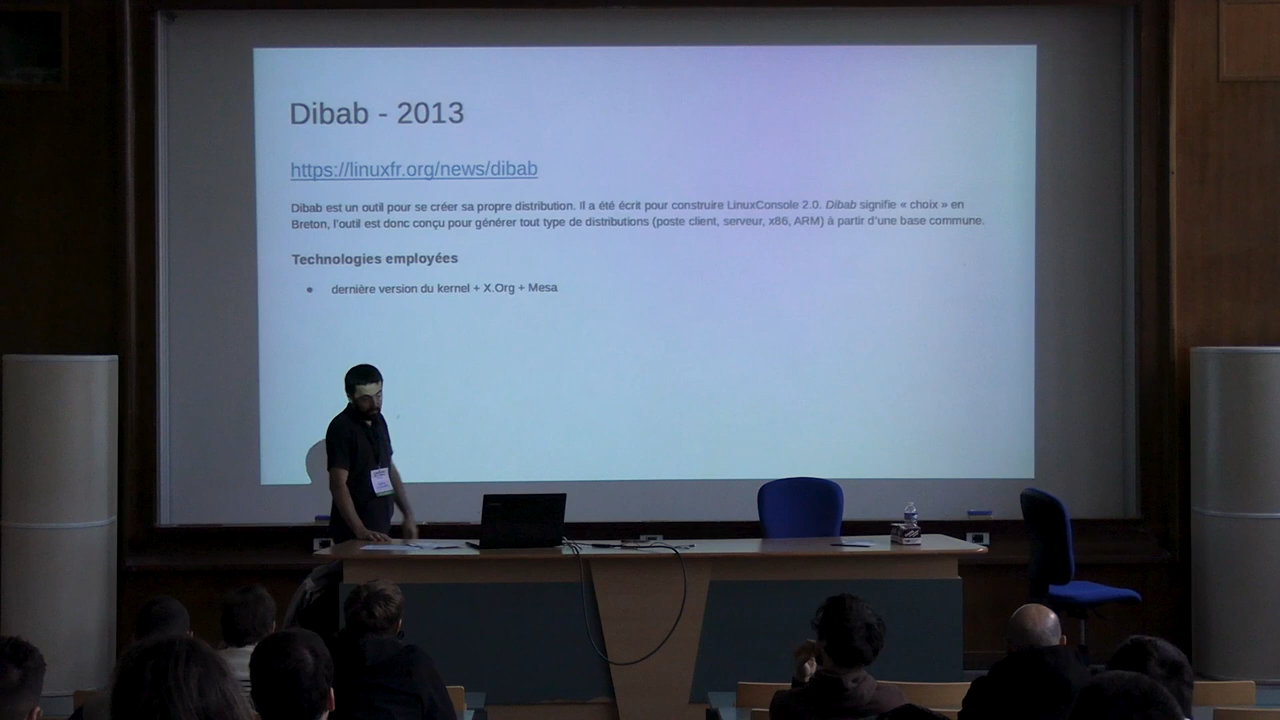 Dibab - 2013
https://linuxfr.org/news/dibab
Dibab est un outil pour se créer sa propre distribution. Il a été écrit pour construire LinuxConsole 2.0. Dibab signifie « choix » en
Breton, l'outil est donc conçu pour générer tout type de distributions (poste client, serveur, x86, ARM) à partir d'une base commune.
Technologies employées
• dernière version du kernel + X.Org + Mesa